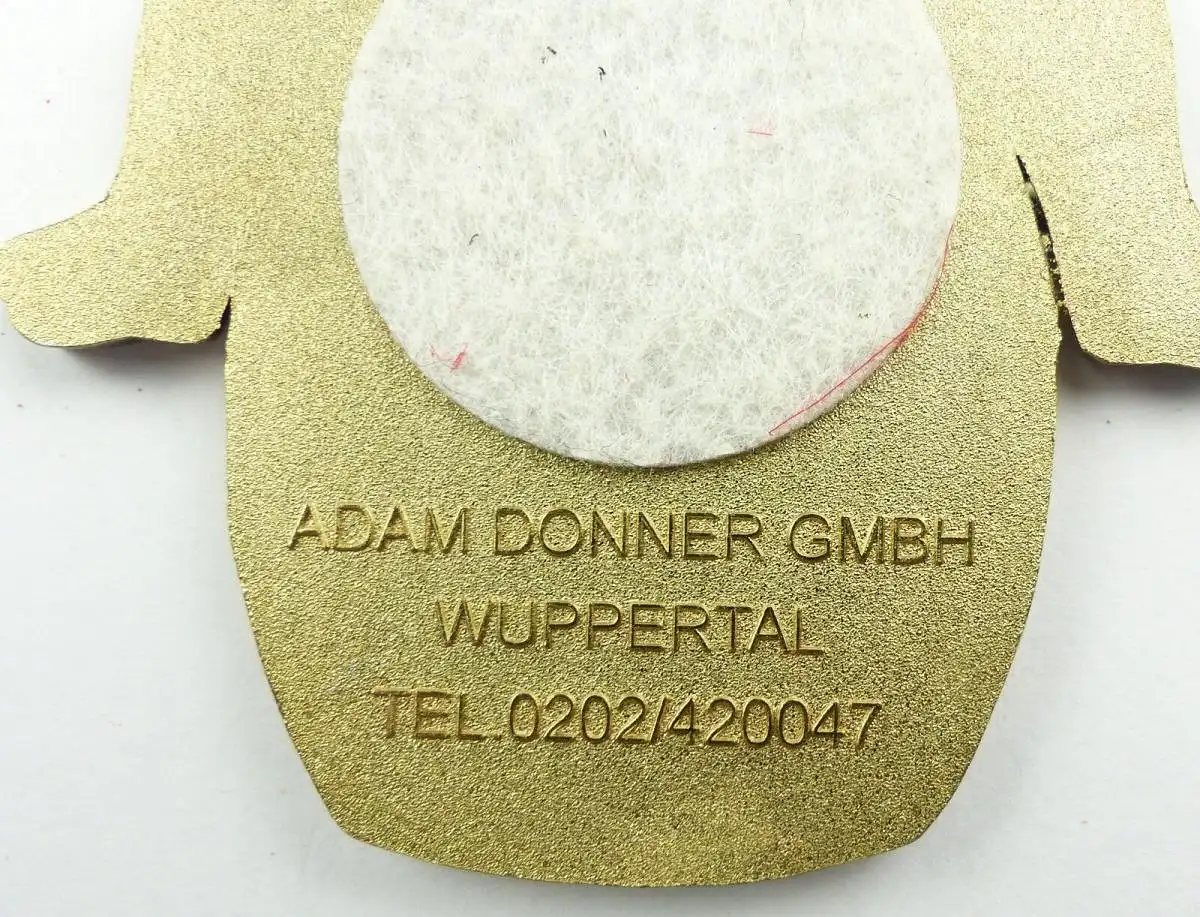 ADAM DONNER GMBH
WUPPERTAL
TEL.0202/420047